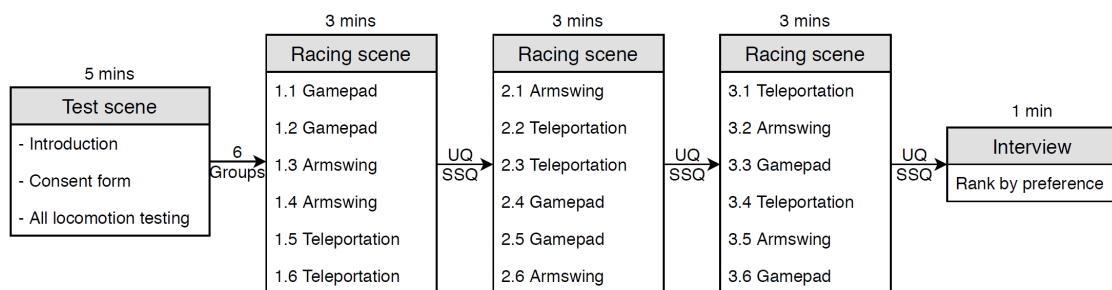 5 mins
Test scene
- Introduction
- Consent form
- All locomotion testing
6
Groups
3 mins
Racing scene
1.1 Gamepad
1.2 Gamepad
1.3 Armswing
1.4 Armswing
1.5 Teleportation
1.6 Teleportation
UQ
SSQ
3 mins
Racing scene
2.1 Armswing
2.2 Teleportation
2.3 Teleportation
2.4 Gamepad
2.5 Gamepad
2.6 Armswing
UQ
SSQ
3 mins
Racing scene
3.1 Teleportation
3.2 Armswing
3.3 Gamepad
3.4 Teleportation
3.5 Armswing
3.6 Gamepad
UQ
SSQ
1 min
Interview
Rank by preference